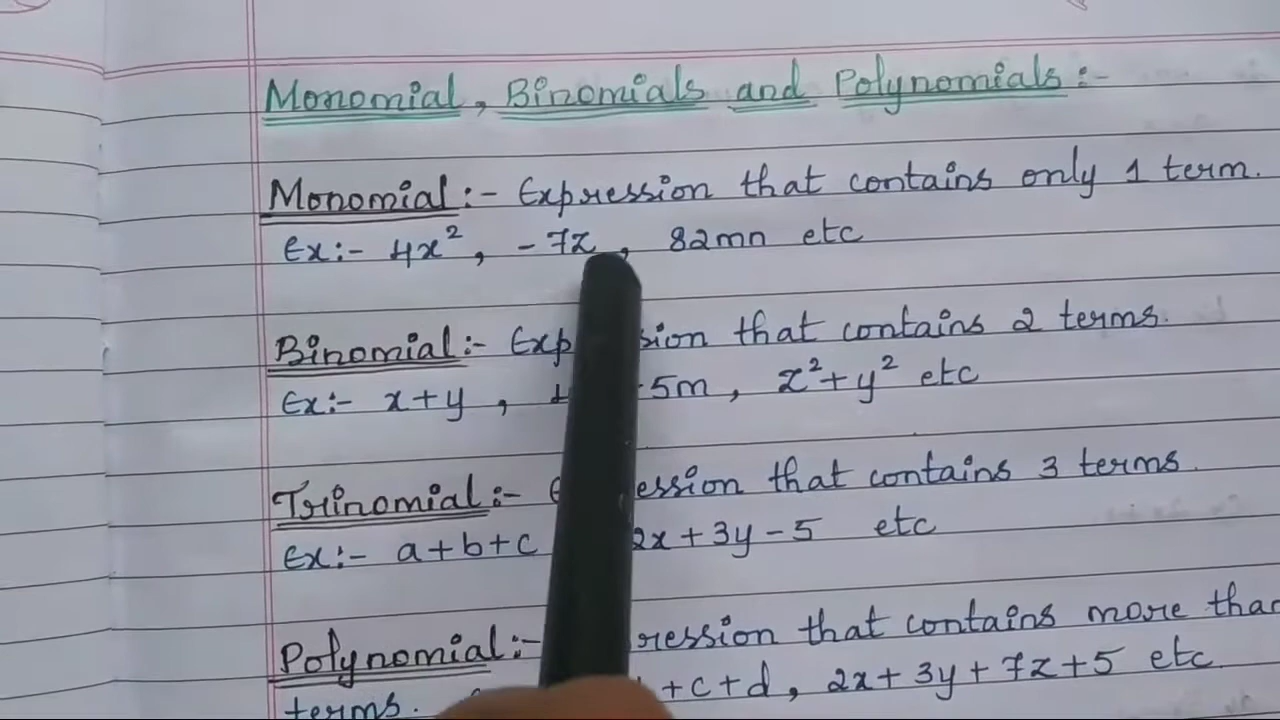 Monomial, Binomials and Polynomials:-
Monomial:- Expression that contains only 1 term.
Ex:- 4x², -7z, 82mn etc
Binomial:- Exp sion that contains 2 terms.
Ex:- x+y, 5m, z²+y² etc
Trinomial:- ession that contains 3 terms.
Ex:- a+b+c 2x+3y-5 etc
Polynomial:- ression that contains more than
terms. +c+d, 2x+3y+7z+5 etc.